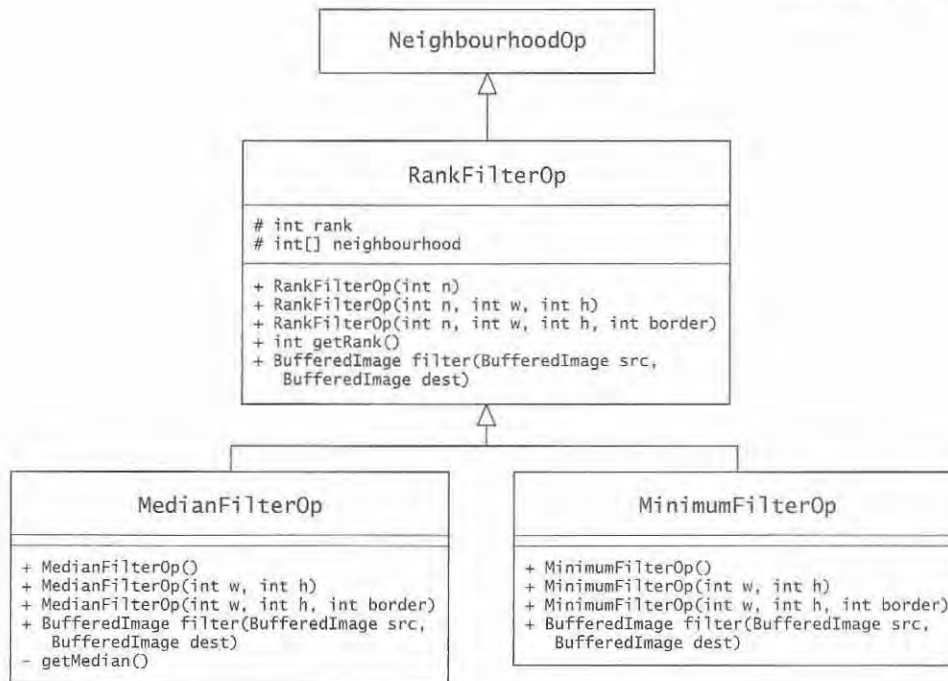 NeighbourhoodOp
RankFilterOp
# int rank
# int[] neighbourhood
+ RankFilterOp(int n)
+ RankFilterOp(int n, int w, int h)
+ RankFilterOp(int n, int w, int h, int border)
+ int getRank()
+ BufferedImage filter(BufferedImage src,
BufferedImage dest)
MedianFilterOp
+ MedianFilterOp()
+ MedianFilterOp(int w, int h)
+ MedianFilterOp(int w, int h, int border)
+ BufferedImage filter(BufferedImage src,
BufferedImage dest)
- getMedian()
MinimumFilterOp
+ MinimumFilterOp()
+ MinimumFilterOp(int w, int h)
+ MinimumFilterOp(int w, int h, int border)
+ BufferedImage filter(BufferedImage src,
BufferedImage dest)